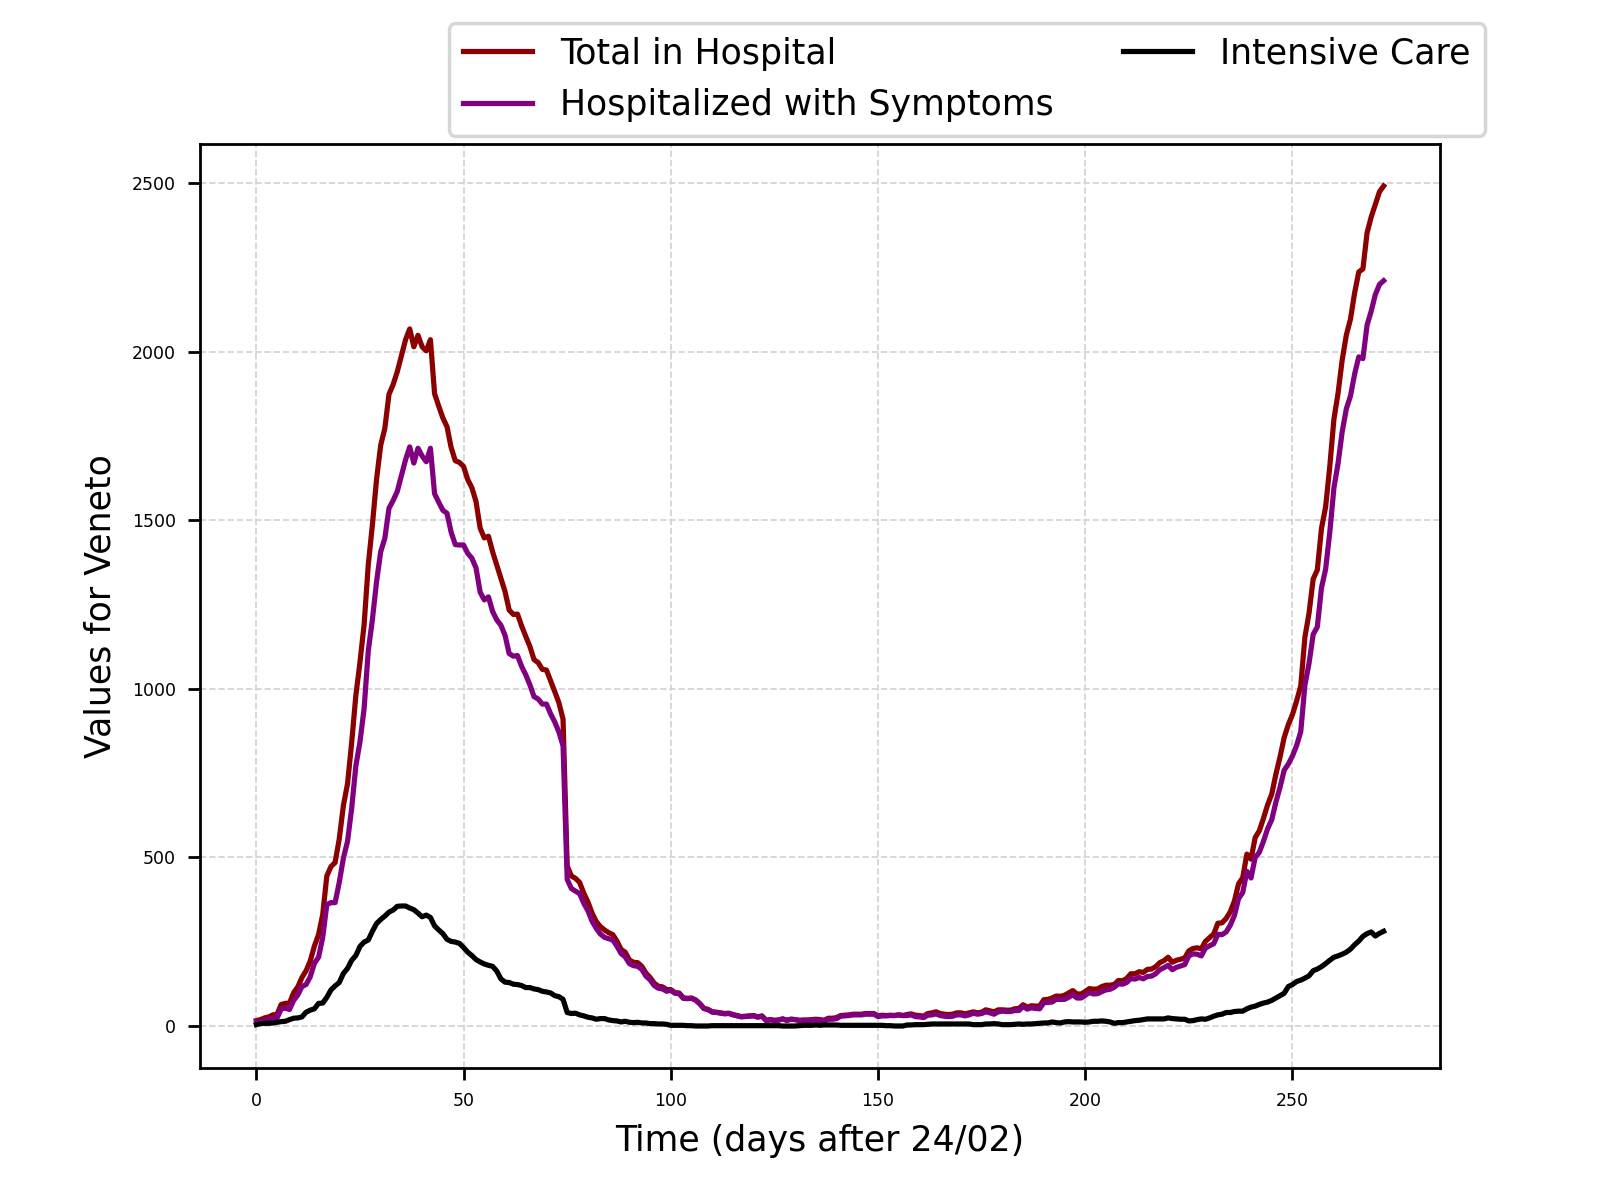 Total in Hospital
Hospitalized with Symptoms
Intensive Care
Values for Veneto
2500
2000
1500
1000
500
0
0 50 100 150 200 250
Time (days after 24/02)